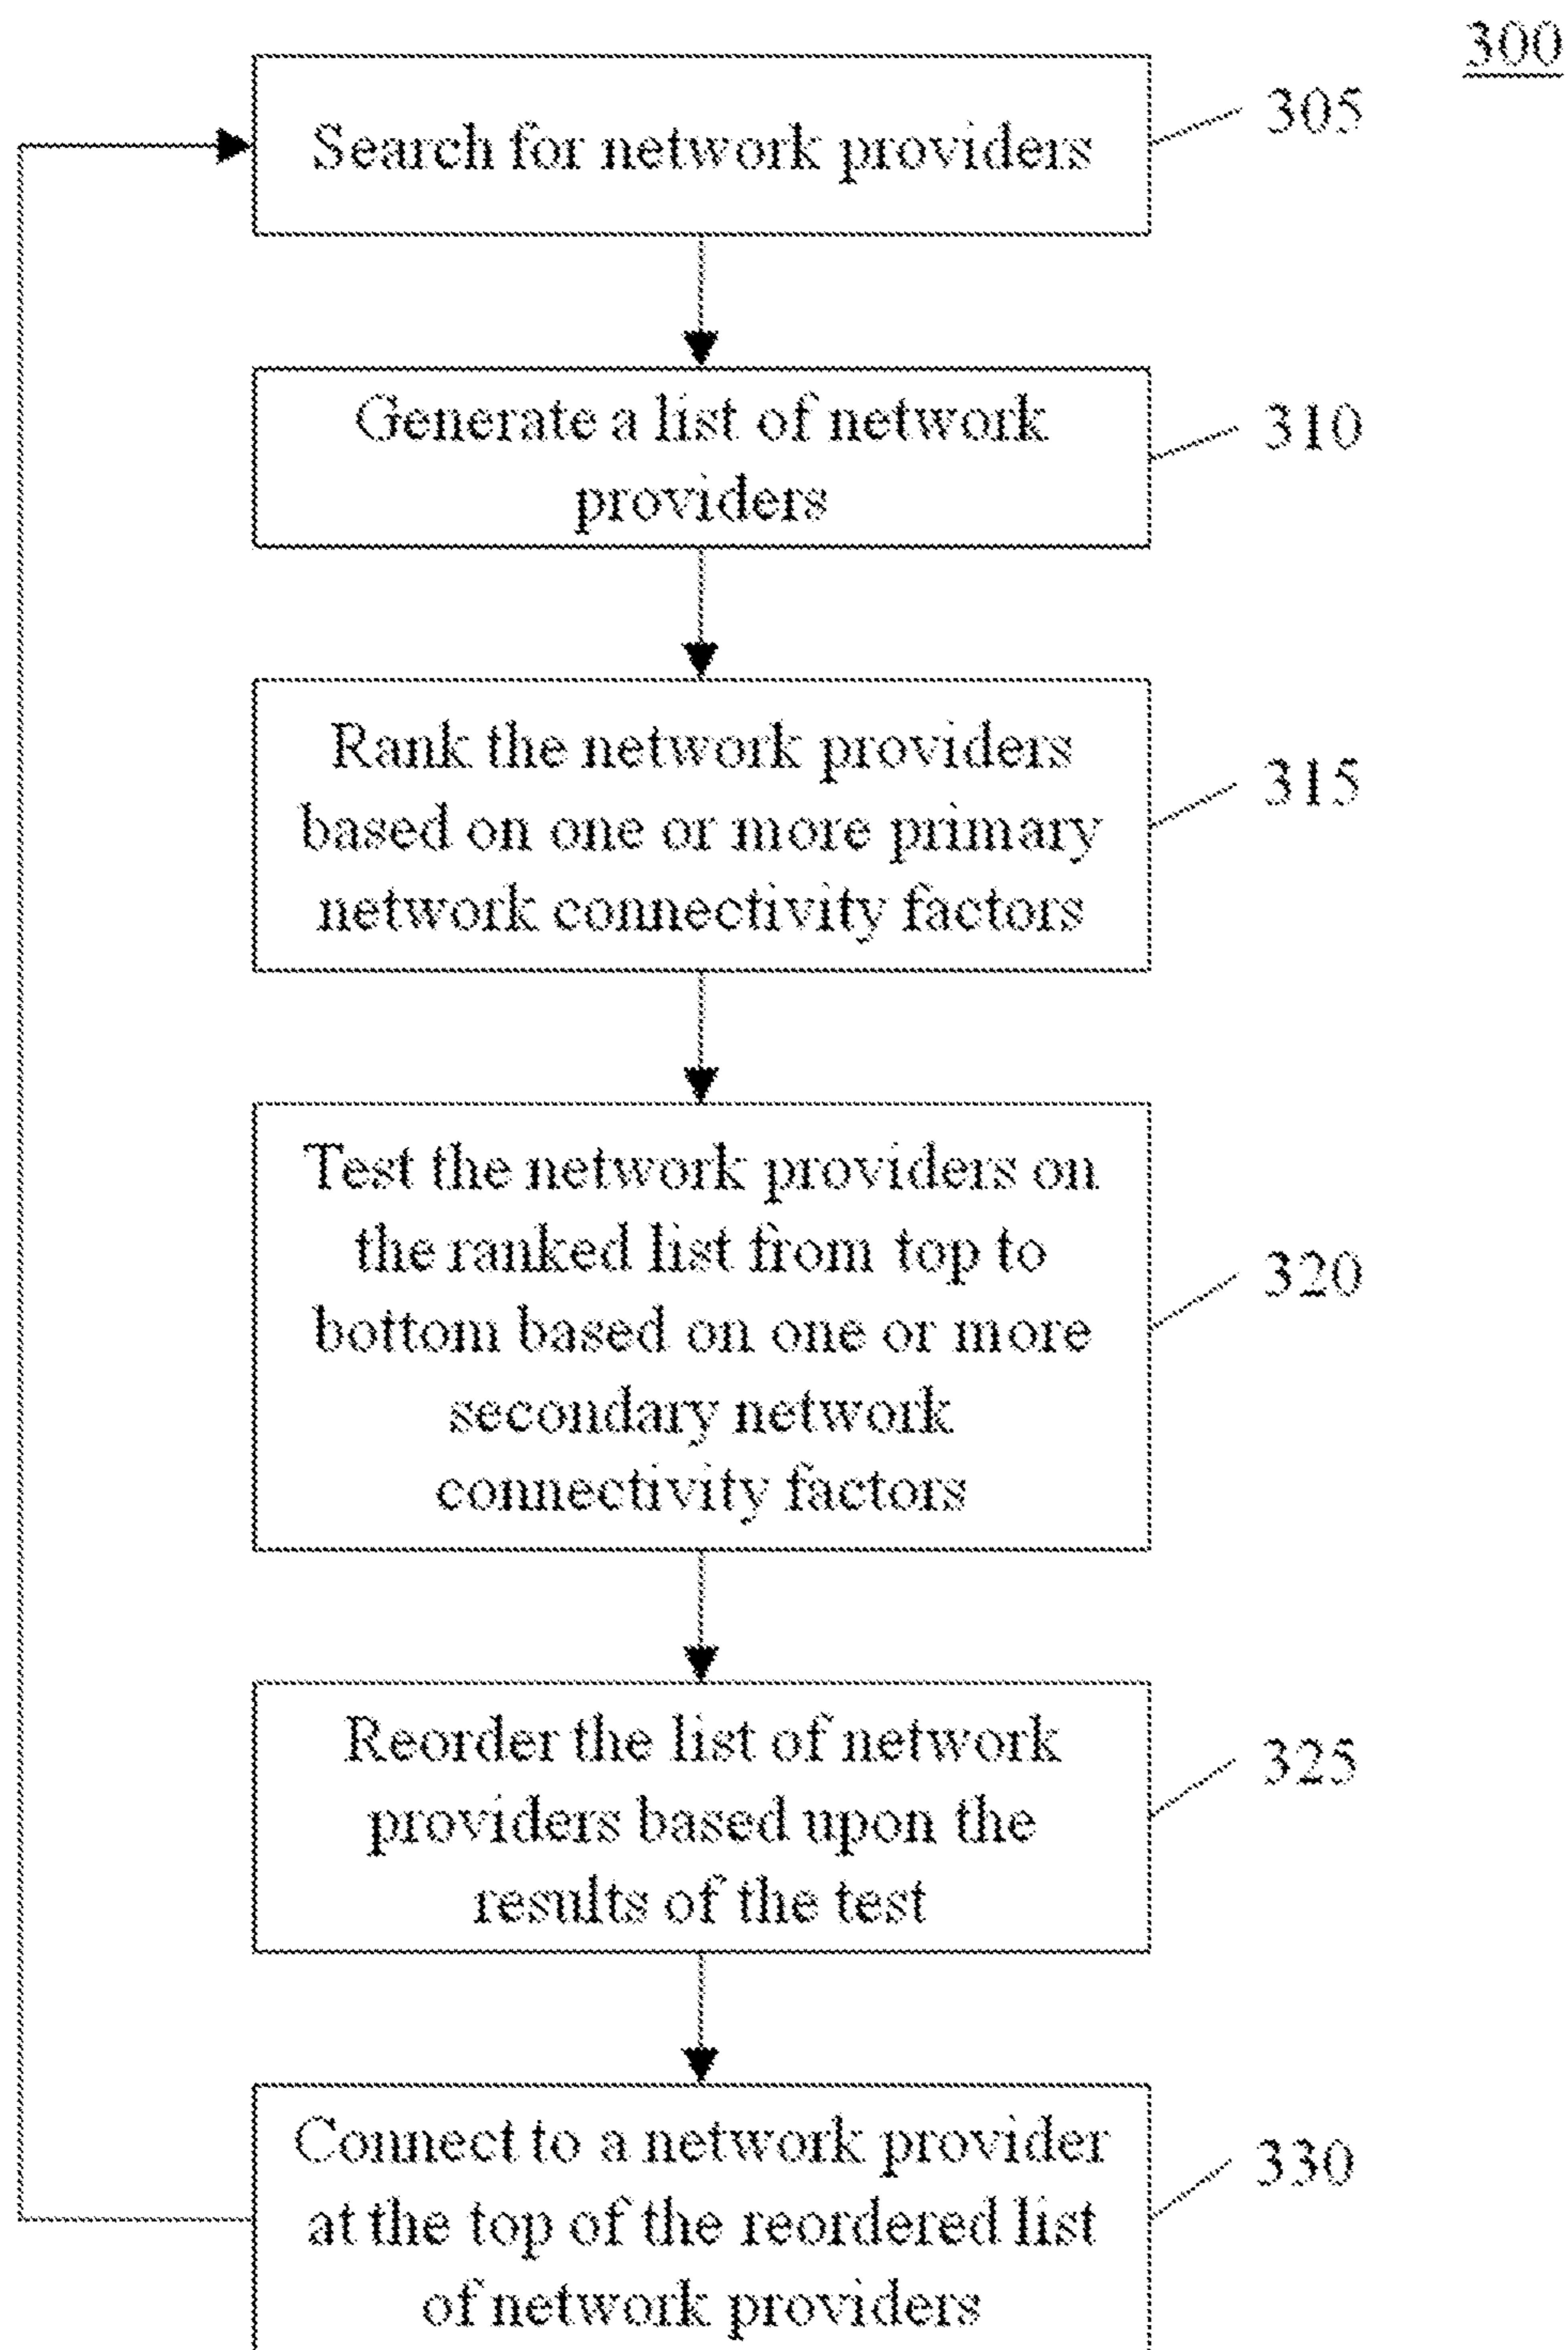 300
Search for network providers
305
Generate a list of network
providers
310
Rank the network providers
based on one or more primary
network connectivity factors
315
Test the network providers on
the ranked list from top to
bottom based on one or more
secondary network
connectivity factors
320
Reorder the list of network
providers based upon the
results of the test
325
Connect to a network provider
at the top of the reordered list
of network providers
330